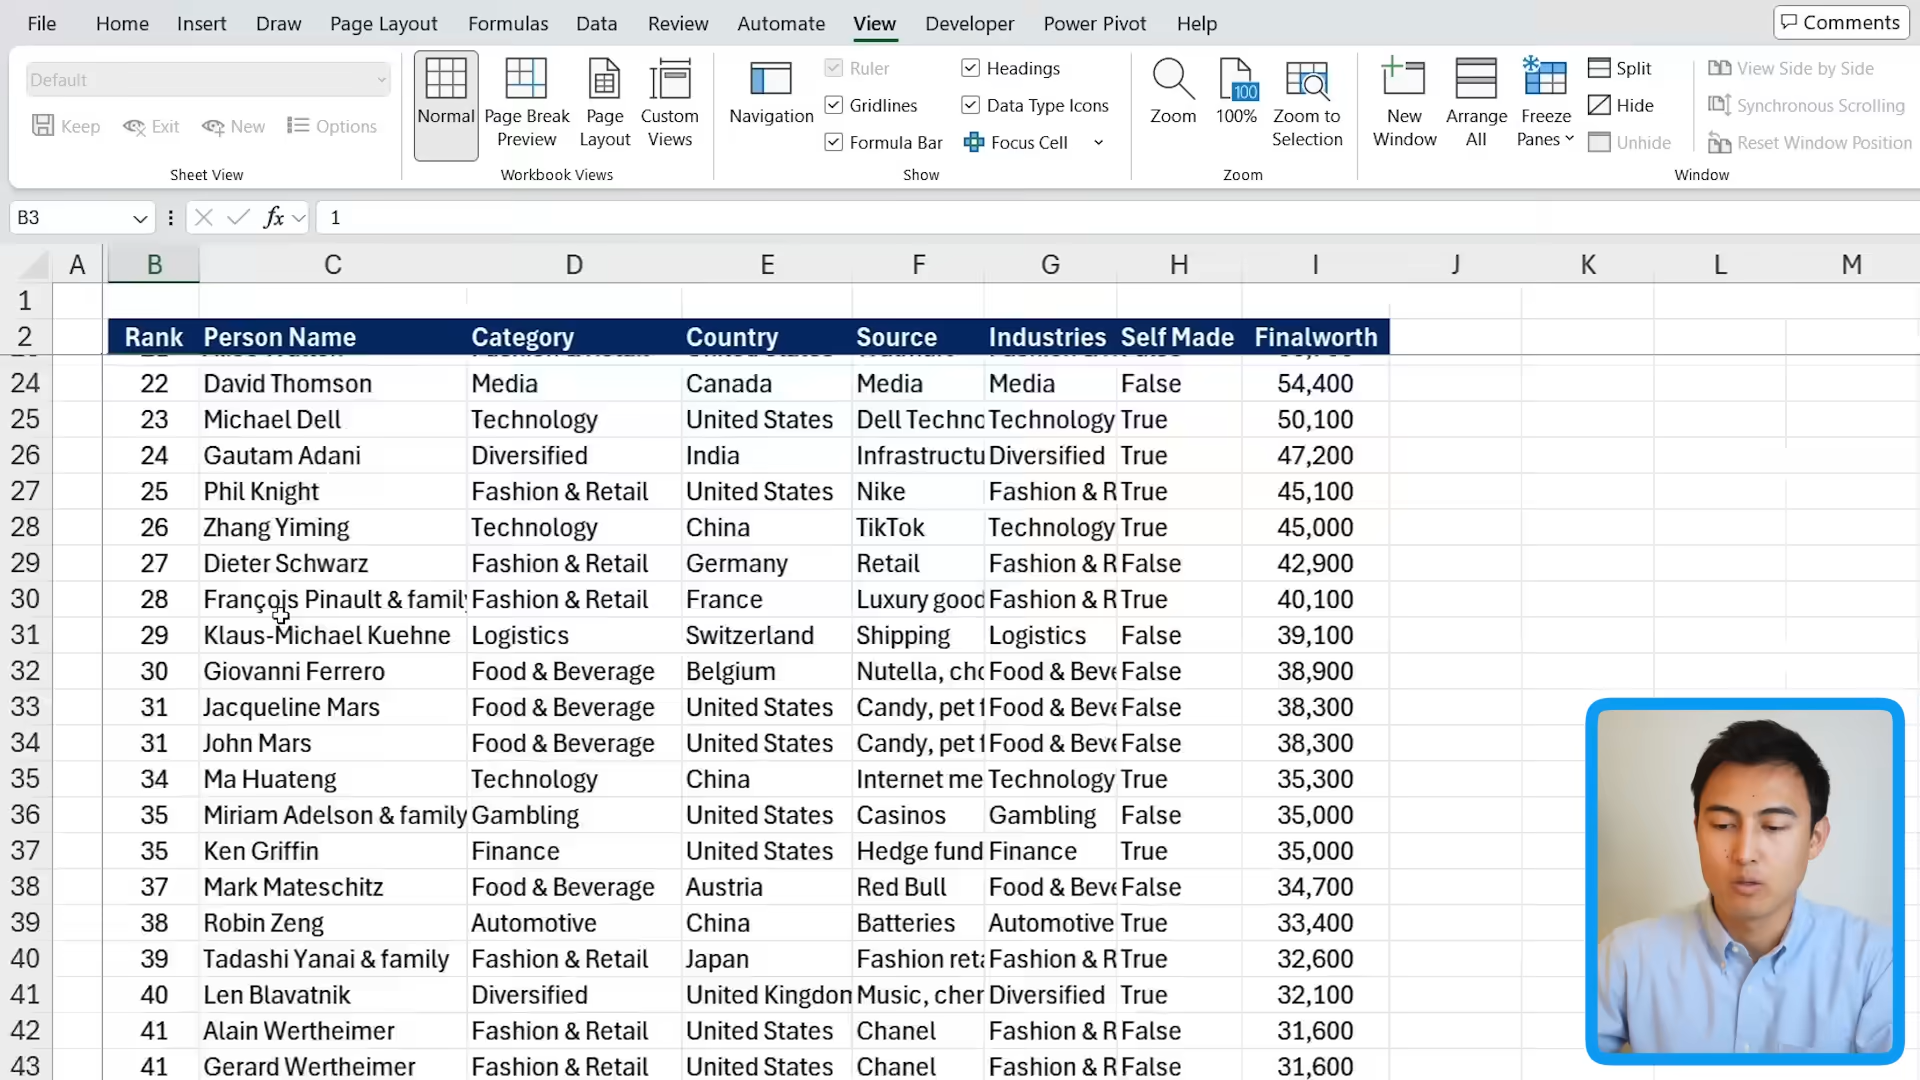 File Home Insert Draw Page Layout Formulas Data Review Automate View Developer Power Pivot Help Comments
Default
Keep Exit New Options
Sheet View
Normal
Page Break Preview
Page Layout
Custom Views
Workbook Views
Navigation
Ruler Headings
Gridlines Data Type Icons
Formula Bar Focus Cell
Show
Zoom
100
100%
Zoom to Selection
Zoom
New Window
Arrange All
Freeze Panes
Split
Hide
Unhide
View Side by Side
Synchronous Scrolling
Reset Window Position
Window
B3 fx 1
A B C D E F G H I J K L M
1
2 Rank Person Name Category Country Source Industries Self Made Finalworth
24 22 David Thomson Media Canada Media Media False 54,400
25 23 Michael Dell Technology United States Dell Techno Technology True 50,100
26 24 Gautam Adani Diversified India Infrastructu Diversified True 47,200
27 25 Phil Knight Fashion & Retail United States Nike Fashion & R True 45,100
28 26 Zhang Yiming Technology China TikTok Technology True 45,000
29 27 Dieter Schwarz Fashion & Retail Germany Retail Fashion & R False 42,900
30 28 François Pinault & family Fashion & Retail France Luxury good Fashion & R True 40,100
31 29 Klaus-Michael Kuehne Logistics Switzerland Shipping Logistics False 39,100
32 30 Giovanni Ferrero Food & Beverage Belgium Nutella, cho Food & Beve False 38,900
33 31 Jacqueline Mars Food & Beverage United States Candy, pet f Food & Beve False 38,300
34 31 John Mars Food & Beverage United States Candy, pet f Food & Beve False 38,300
35 34 Ma Huateng Technology China Internet me Technology True 35,300
36 35 Miriam Adelson & family Gambling United States Casinos Gambling False 35,000
37 35 Ken Griffin Finance United States Hedge fund Finance True 35,000
38 37 Mark Mateschitz Food & Beverage Austria Red Bull Food & Beve False 34,700
39 38 Robin Zeng Automotive China Batteries Automotive True 33,400
40 39 Tadashi Yanai & family Fashion & Retail Japan Fashion reta Fashion & R True 32,600
41 40 Len Blavatnik Diversified United Kingdom Music, cher Diversified True 32,100
42 41 Alain Wertheimer Fashion & Retail United States Chanel Fashion & R False 31,600
43 41 Gerard Wertheimer Fashion & Retail United States Chanel Fashion & R False 31,600